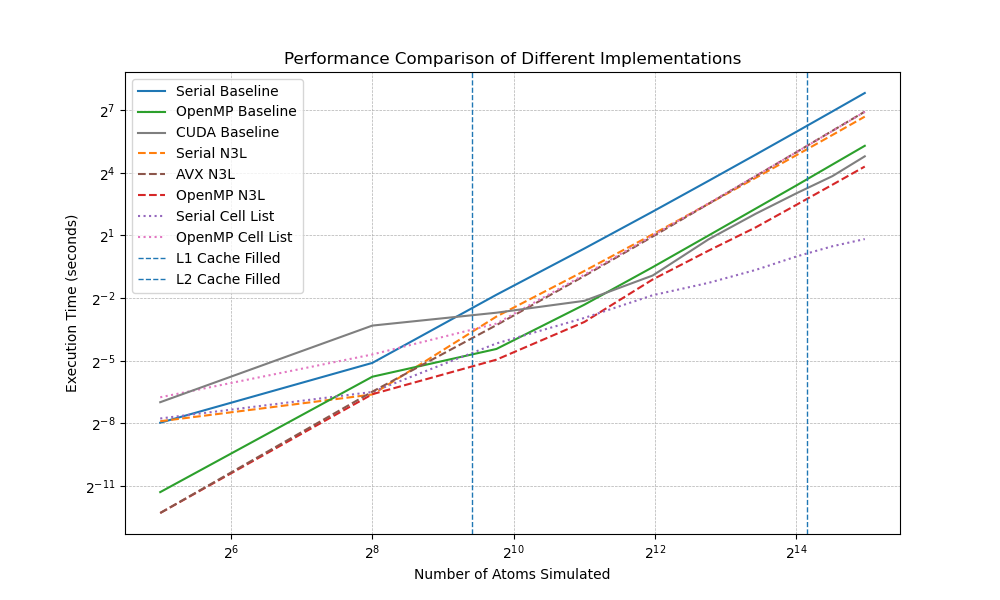 Performance Comparison of Different Implementations
Serial Baseline
OpenMP Baseline
CUDA Baseline
Serial N3L
AVX N3L
OpenMP N3L
Serial Cell List
OpenMP Cell List
L1 Cache Filled
L2 Cache Filled
Execution Time (seconds)
2^7
2^4
2^1
2^−2
2^−5
2^−8
2^−11
2^6 2^8 2^10 2^12 2^14
Number of Atoms Simulated